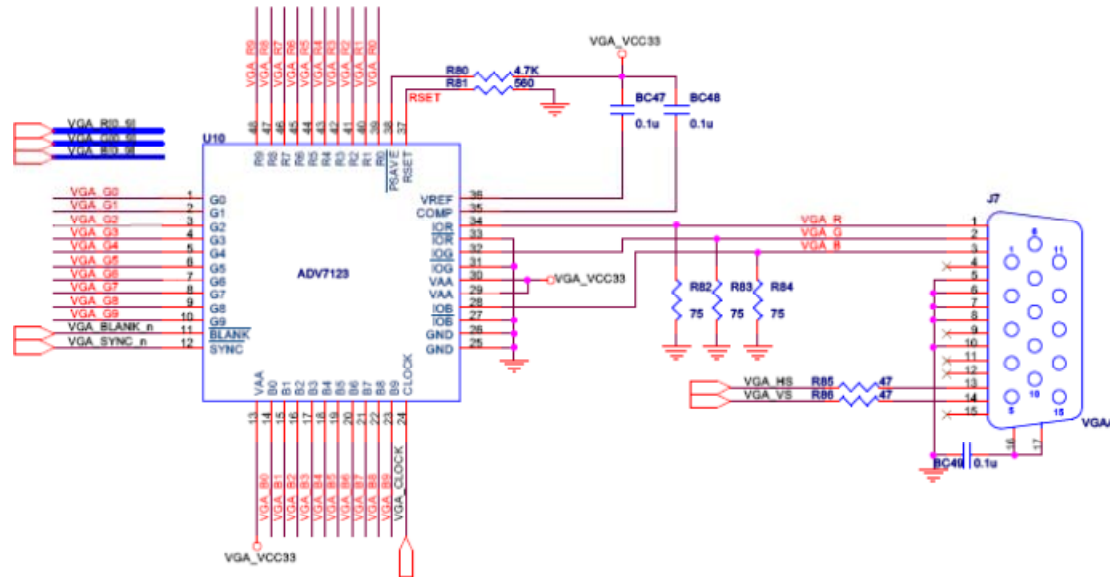 VGA_R9
VGA_R8
VGA_R7
VGA_R6
VGA_R5
VGA_R4
VGA_R3
VGA_R2
VGA_R1
VGA_R0
VGA_VCC33
R80 4.7K
R81 560
RSET
BC47 BC48
0.1u 0.1u
U10
48 47 46 45 44 43 42 41 40 39 38 37
R9 R8 R7 R6 R5 R4 R3 R2 R1 R0 PSAVE RSET
VGA_G0 1 G0
VGA_G1 2 G1
VGA_G2 3 G2
VGA_G3 4 G3
VGA_G4 5 G4
VGA_G5 6 G5
VGA_G6 7 G6
VGA_G7 8 G7
VGA_G8 9 G8
VGA_G9 10 G9
VGA_BLANK_n 11 BLANK
VGA_SYNC_n 12 SYNC
ADV7123
VREF 36
COMP 35
IOR 34
IOR 33
IOG 32
IOG 31
VAA 30
VAA 29
IOB 28
IOB 27
GND 26
GND 25
VGA_VCC33
VAA B0 B1 B2 B3 B4 B5 B6 B7 B8 B9 CLOCK
13 14 15 16 17 18 19 20 21 22 23 24
VGA_B0
VGA_B1
VGA_B2
VGA_B3
VGA_B4
VGA_B5
VGA_B6
VGA_B7
VGA_B8
VGA_B9
VGA_CLOCK
VGA_VCC33
VGA_R
VGA_G
VGA_B
R82 R83 R84
75 75 75
VGA_HS R85 47
VGA_VS R86 47
J7
1
2
3
4
5
6
7
8
9
10
11
12
13
14
15
6
1 11
10
5 15
16 17
BC49 0.1u